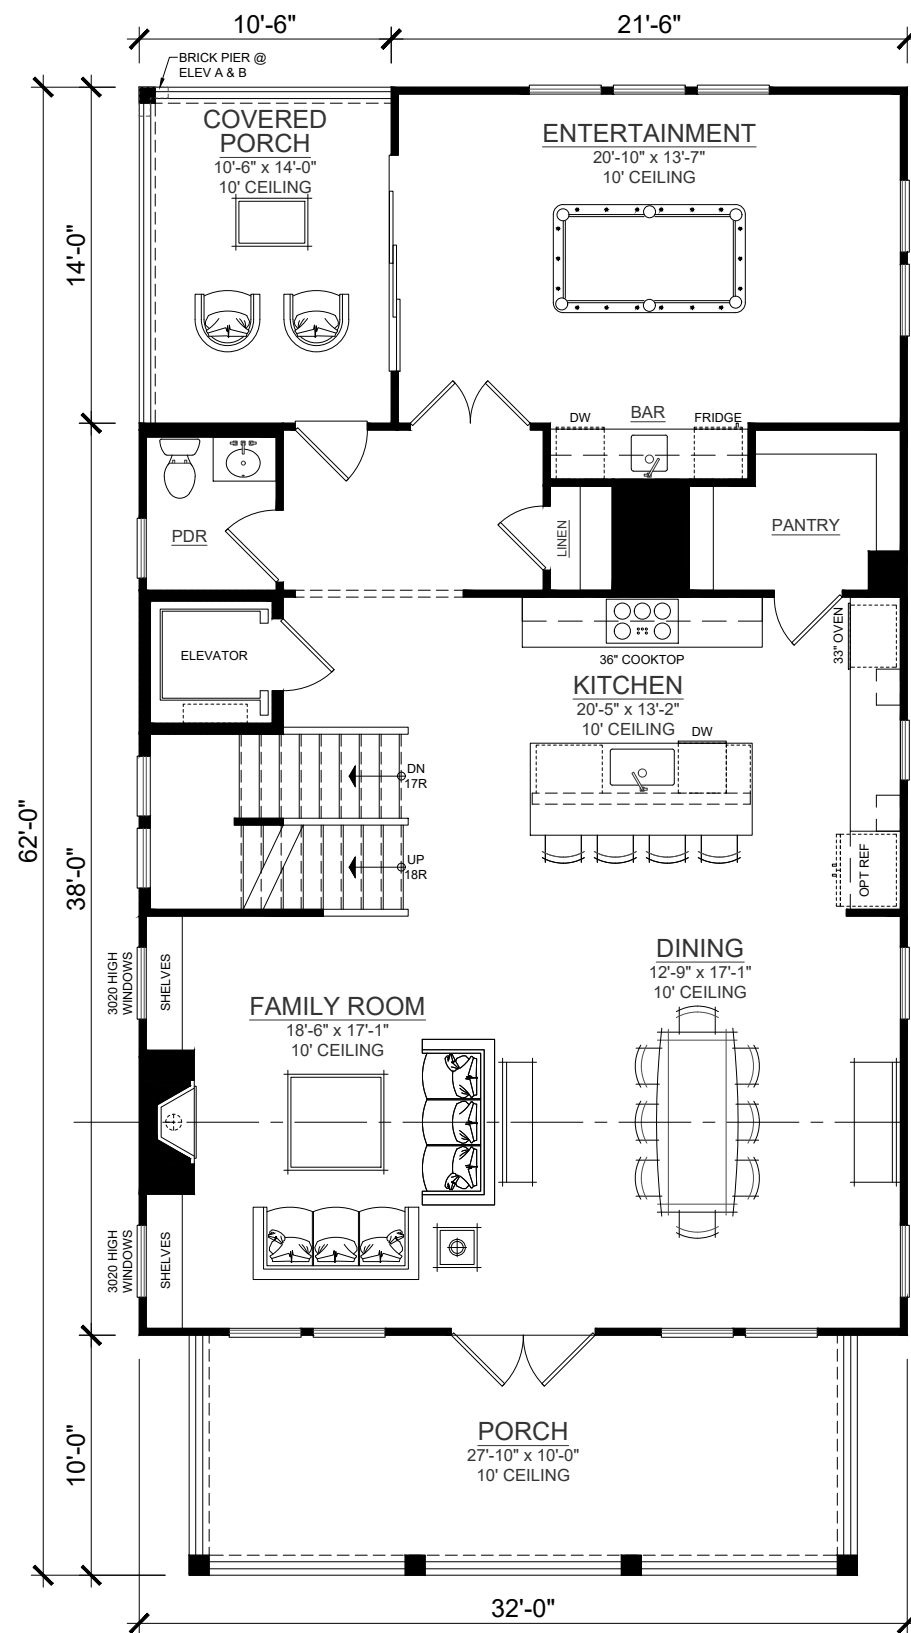 10'-6"
21'-6"
BRICK PIER @
ELEV A & B
COVERED
PORCH
10'-6" x 14'-0"
10' CEILING
ENTERTAINMENT
20'-10" x 13'-7"
10' CEILING
14'-0"
DW
BAR
FRIDGE
PDR
LINEN
PANTRY
ELEVATOR
36" COOKTOP
33" OVEN
KITCHEN
20'-5" x 13'-2"
10' CEILING
DW
DN
17R
UP
18R
62'-0"
38'-0"
OPT REF
3020 HIGH
WINDOWS
SHELVES
DINING
12'-9" x 17'-1"
10' CEILING
FAMILY ROOM
18'-6" x 17'-1"
10' CEILING
3020 HIGH
WINDOWS
SHELVES
10'-0"
PORCH
27'-10" x 10'-0"
10' CEILING
32'-0"